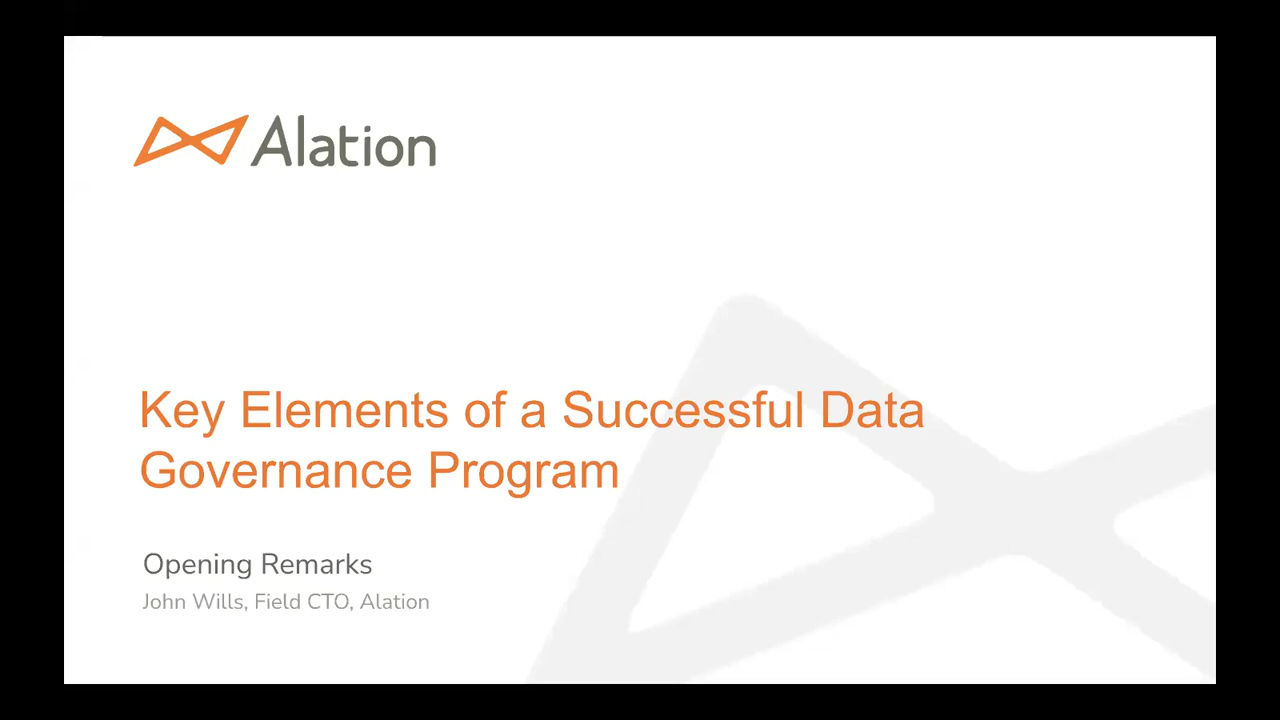 Alation
Key Elements of a Successful Data
Governance Program
Opening Remarks
John Wills, Field CTO, Alation